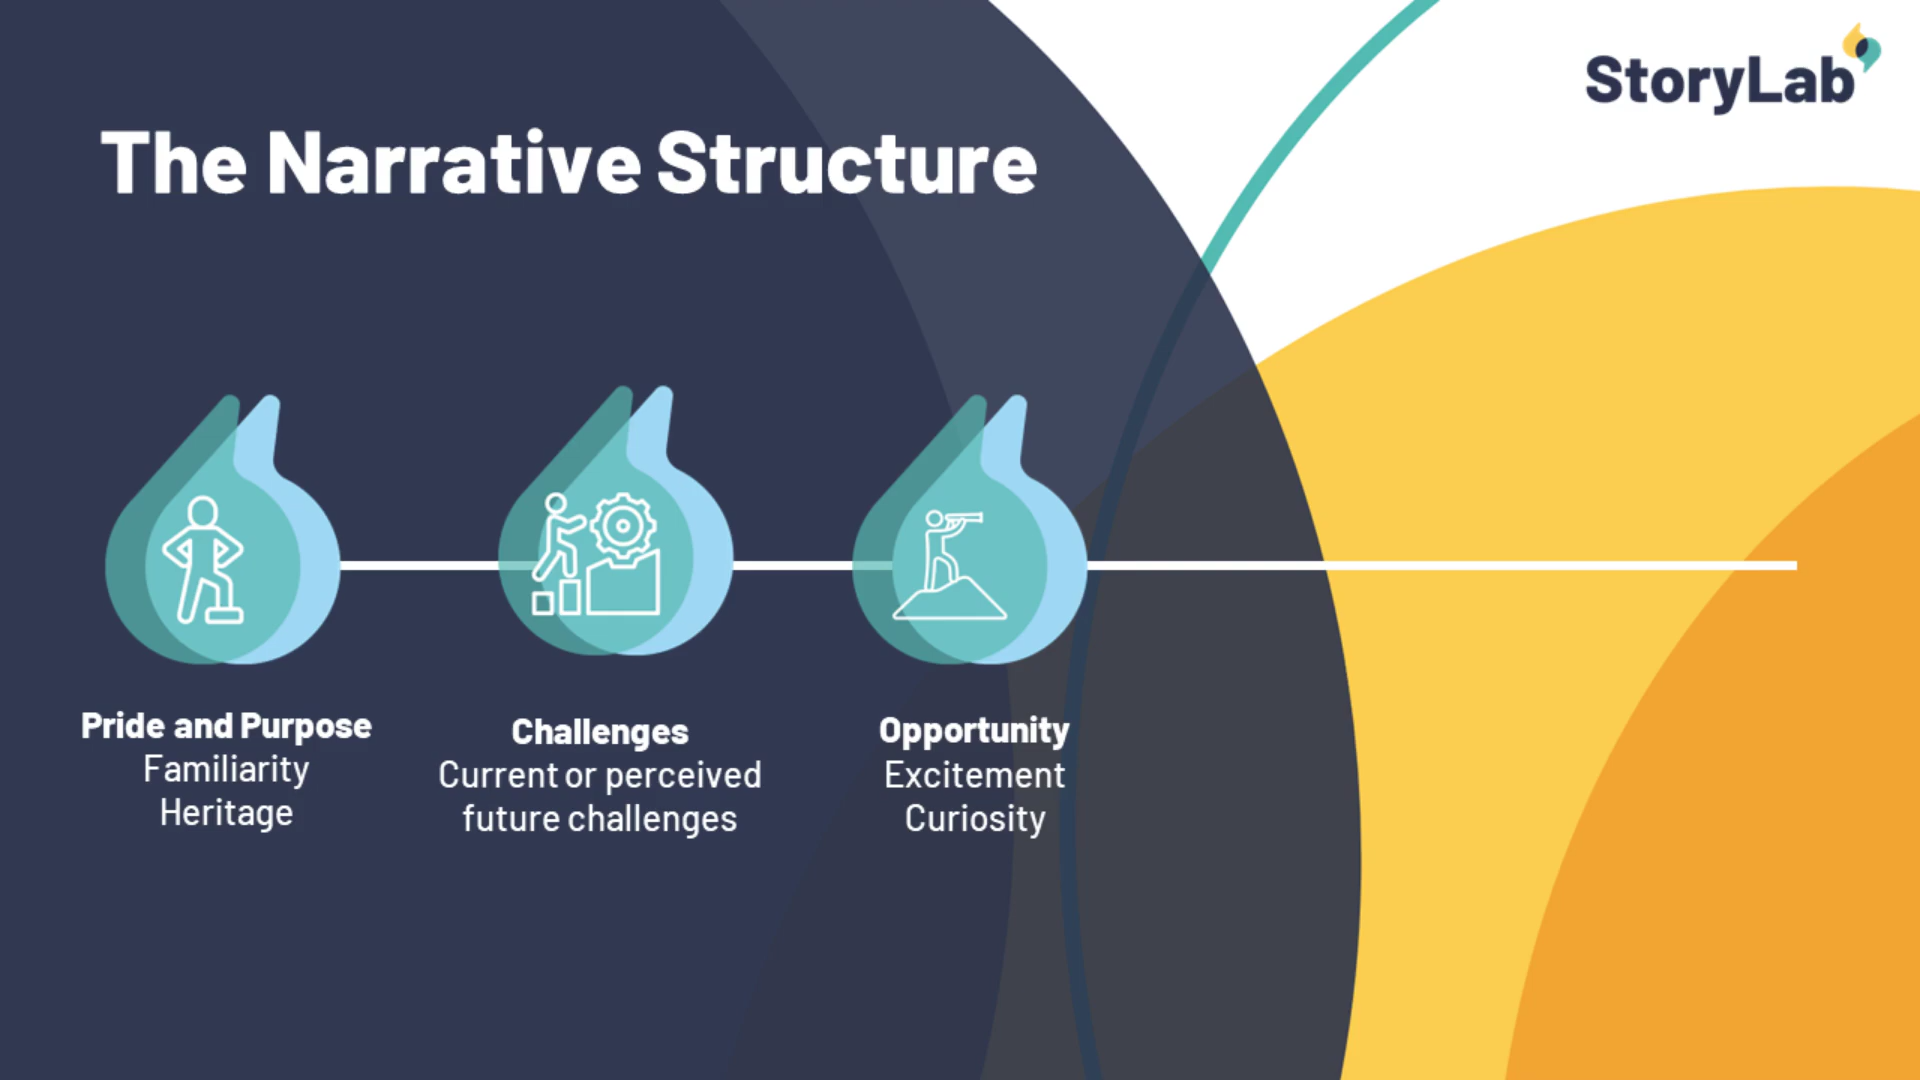 StoryLab
The Narrative Structure
Pride and Purpose
Familiarity
Heritage
Challenges
Current or perceived
future challenges
Opportunity
Excitement
Curiosity